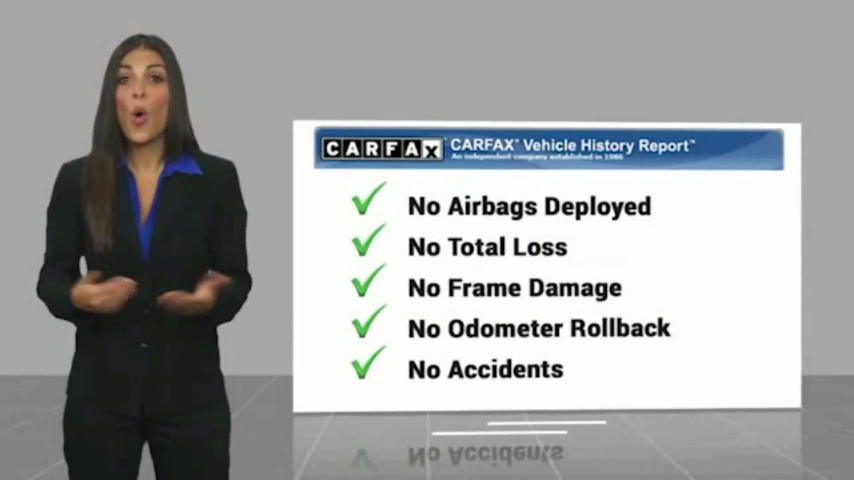 CARFAX CARFAX® Vehicle History Report™
An independent company established in 1986
No Airbags Deployed
No Total Loss
No Frame Damage
No Odometer Rollback
No Accidents
No Accidents